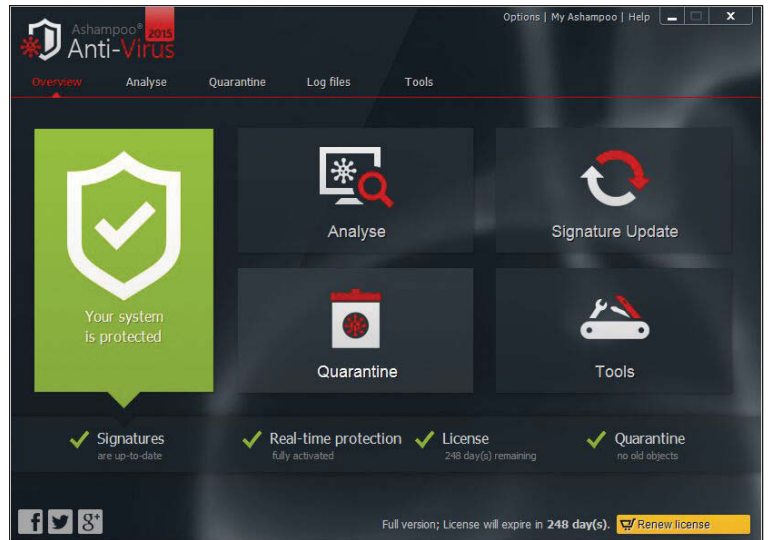 Options | My Ashampoo | Help
Ashampoo® 2015
Anti-Virus
Overview Analyse Quarantine Log files Tools
Your system
is protected
Analyse
Signature Update
Quarantine
Tools
Signatures
are up-to-date
Real-time protection
fully activated
License
248 day(s) remaining
Quarantine
no old objects
f g+
Full version; License will expire in 248 day(s). Renew license